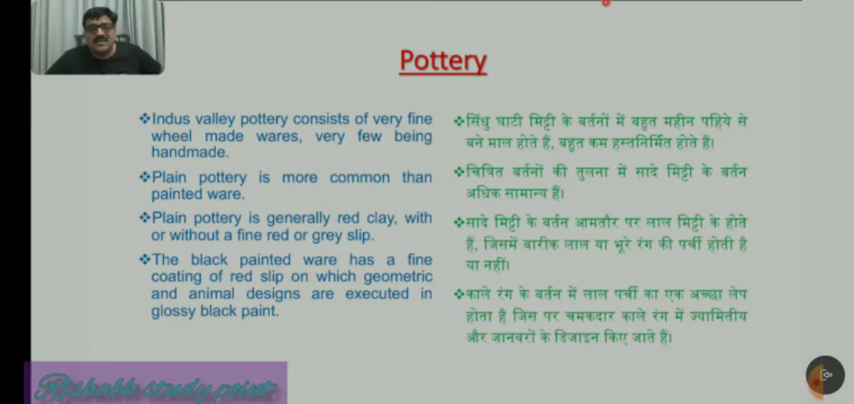 Pottery
❖Indus valley pottery consists of very fine
wheel made wares, very few being
handmade.
❖Plain pottery is more common than
painted ware.
❖Plain pottery is generally red clay, with
or without a fine red or grey slip.
❖The black painted ware has a fine
coating of red slip on which geometric
and animal designs are executed in
glossy black paint.
❖सिंधु घाटी मिट्टी के बर्तनों में बहुत महीन पहिये से
बने माल होते हैं, बहुत कम हस्तनिर्मित होते हैं।
❖चित्रित बर्तनों की तुलना में सादे मिट्टी के बर्तन
अधिक सामान्य हैं।
❖सादे मिट्टी के बर्तन आमतौर पर लाल मिट्टी के होते
हैं, जिसमें बारीक लाल या भूरे रंग की पर्ची होती है
या नहीं।
❖काले रंग के बर्तन में लाल पर्ची का एक अच्छा लेप
होता है जिस पर चमकदार काले रंग में ज्यामितीय
और जानवरों के डिजाइन किए जाते हैं।
Rishabh study point